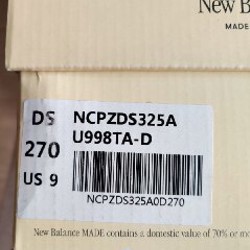 New Balance
MADE
DS
270
US 9
NCPZDS325A
U998TA-D
NCPZDS325A0D270
New Balance MADE contains a domestic value of 70% or mo